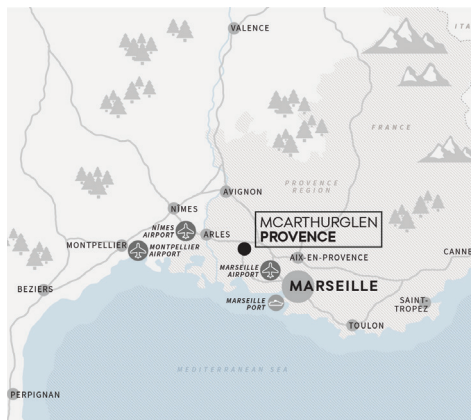 VALENCE
ITA
FRANCE
PROVENCE
REGION
AVIGNON
NÎMES
NÎMES
AIRPORT
ARLES
MCARTHURGLEN
PROVENCE
MONTPELLIER
MONTPELLIER
AIRPORT
MARSEILLE
AIRPORT
AIX-EN-PROVENCE
CANNE
BEZIERS
MARSEILLE
MARSEILLE
PORT
SAINT-
TROPEZ
TOULON
MEDITERRANEAN SEA
PERPIGNAN